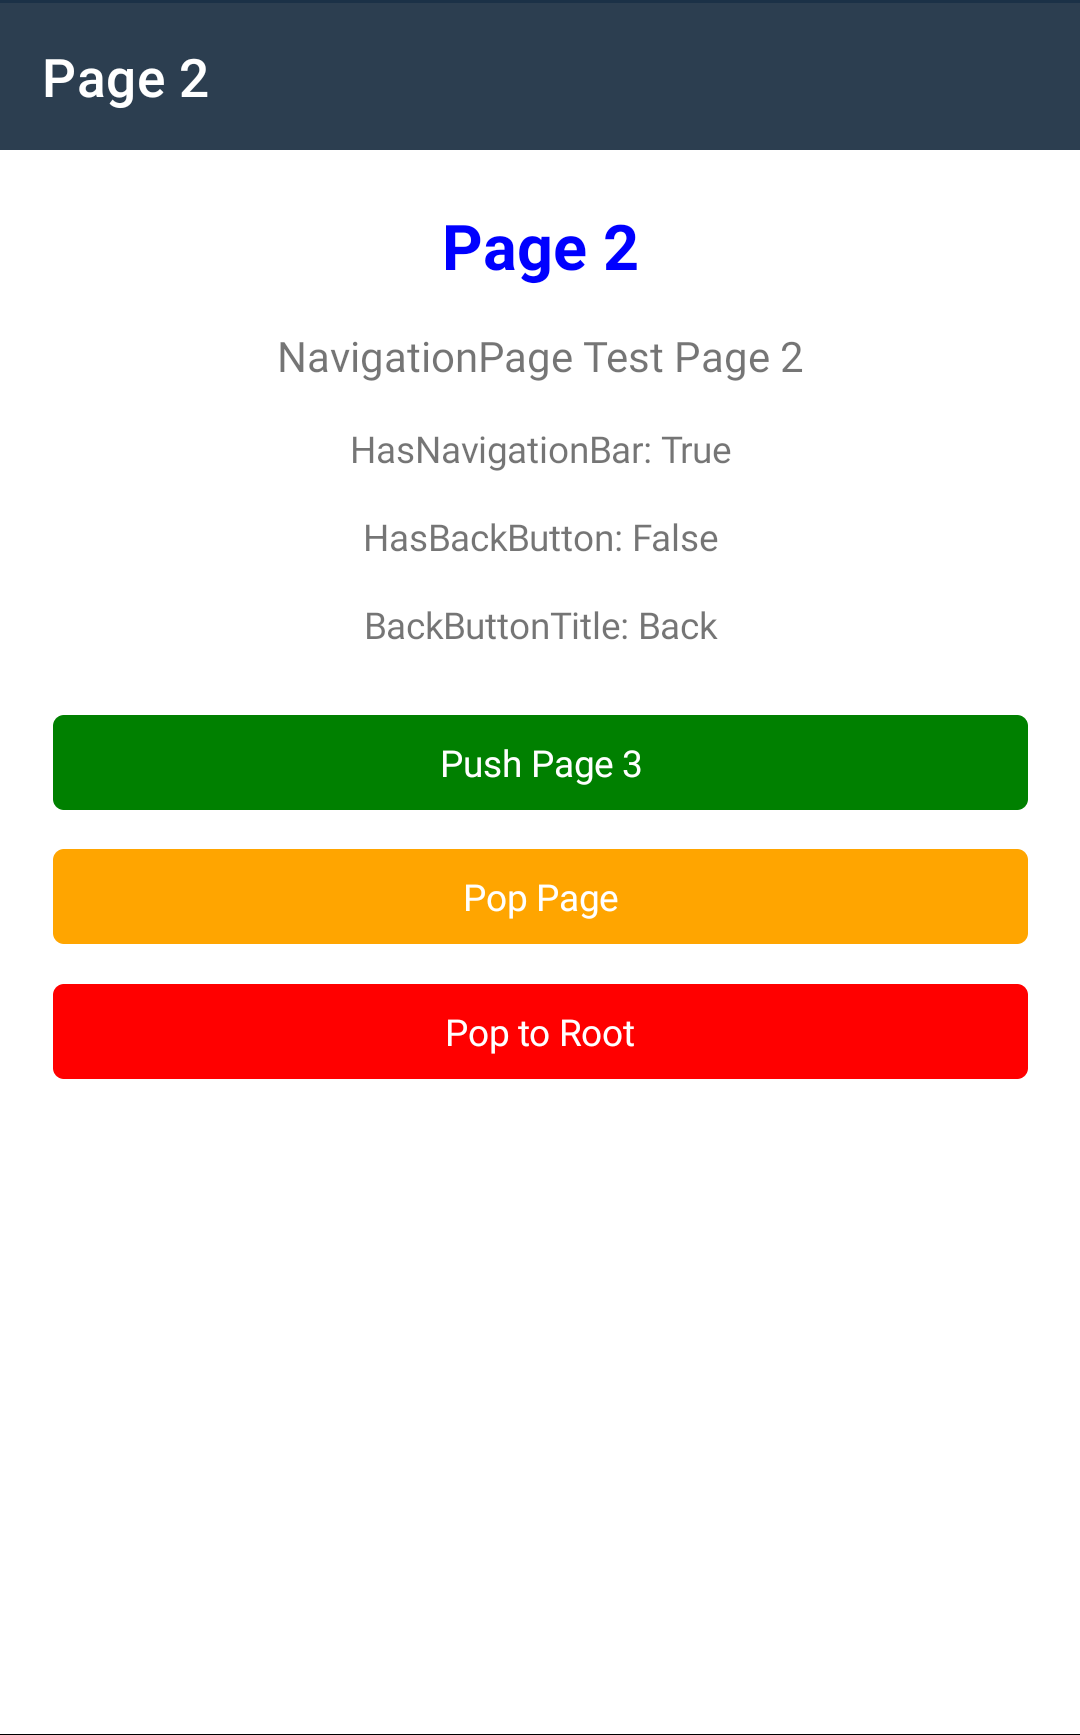 Page 2
Page 2
NavigationPage Test Page 2
HasNavigationBar: True
HasBackButton: False
BackButtonTitle: Back
Push Page 3
Pop Page
Pop to Root